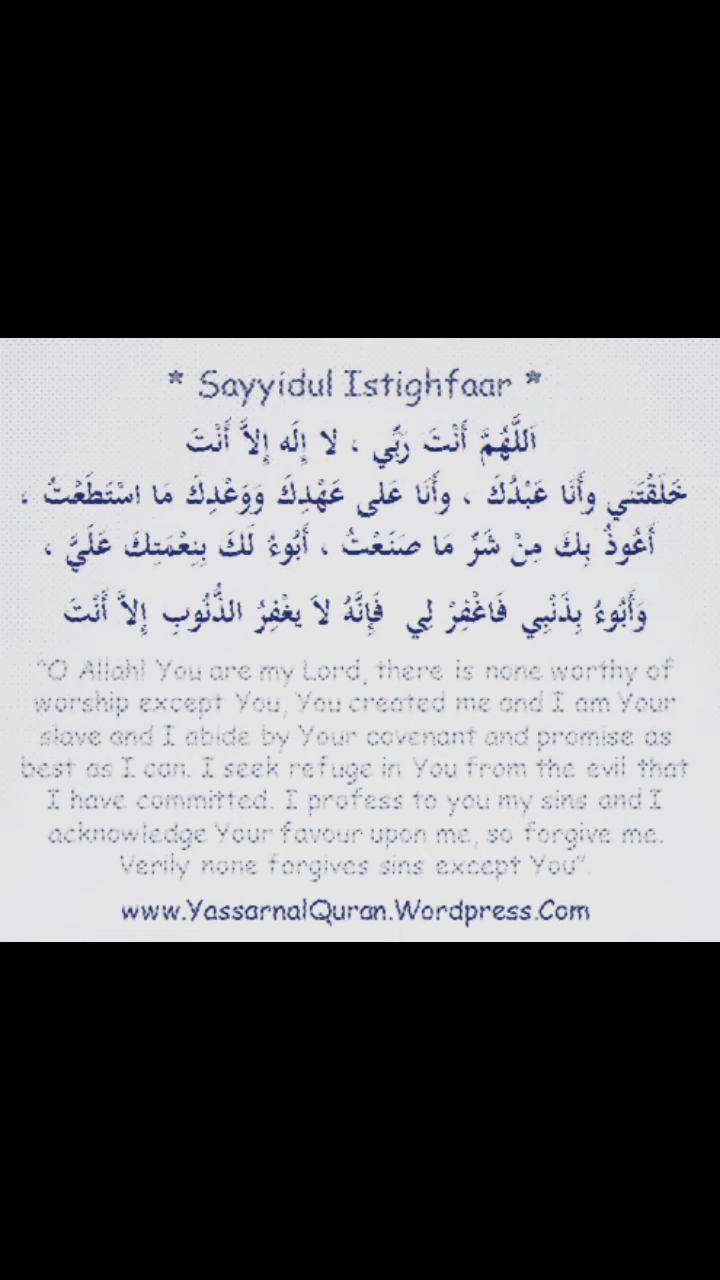 * Sayyidul Istighfaar *
اَللَّهُمَّ أَنْتَ رَبِّي ، لا إِلَه إِلاَّ أَنْتَ
خَلَقْتَني وأَنَا عَبْدُكَ ، وأَنَا عَلى عَهْدِكَ وَوَعْدِكَ مَا اسْتَطَعْتُ ،
أَعُوذُ بِكَ مِنْ شَرِّ مَا صَنَعْتُ ، أَبُوءُ لَكَ بِنِعْمَتِكَ عَلَيَّ ،
وَأَبُوءُ بِذَنْبِي فَاغْفِرْ لِي فَإِنَّهُ لاَ يغْفِرُ الذُّنُوبِ إِلاَّ أَنْتَ
"O Allah! You are my Lord, there is none worthy of
worship except You, You created me and I am Your
slave and I abide by Your covenant and promise as
best as I can. I seek refuge in You from the evil that
I have committed. I profess to you my sins and I
acknowledge Your favour upon me, so forgive me.
Verily none forgives sins except You".
www.YassarnalQuran.Wordpress.Com